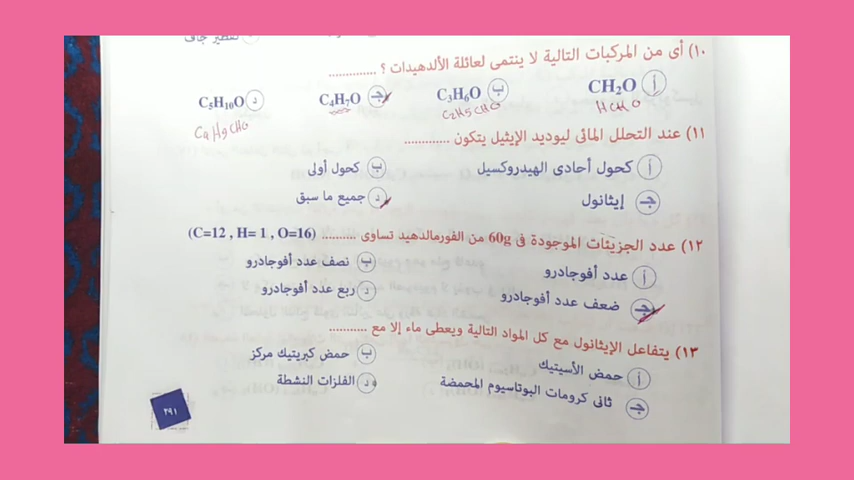 ١٠) أى من المركبات التالية لا ينتمى لعائلة الألدهيدات ؟ ..............
أ CH2O ب C3H6O جـ C4H7O د C5H10O
HCHO C2H5CHO C4H9CHO
١١) عند التحلل المائى ليوديد الإيثيل يتكون ............
أ كحول أحادى الهيدروكسيل ب كحول أولى
جـ إيثانول د جميع ما سبق
١٢) عدد الجزيئات الموجودة فى 60g من الفورمالدهيد تساوى .......... (C=12 , H= 1 , O=16)
أ عدد أفوجادرو ب نصف عدد أفوجادرو
جـ ضعف عدد أفوجادرو د ربع عدد أفوجادرو
١٣) يتفاعل الإيثانول مع كل المواد التالية ويعطى ماء إلا مع ...........
أ حمض الأسيتيك ب حمض كبريتيك مركز
جـ ثانى كرومات البوتاسيوم المحمضة د الفلزات النشطة
٢٩١